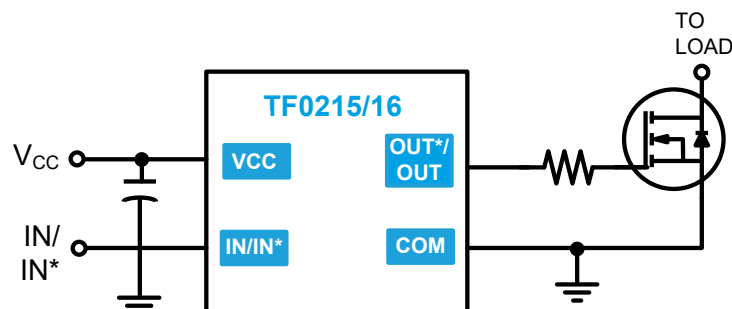 TO
LOAD
TF0215/16
VCC
VCC
OUT*/
OUT
IN/
IN*
IN/IN*
COM